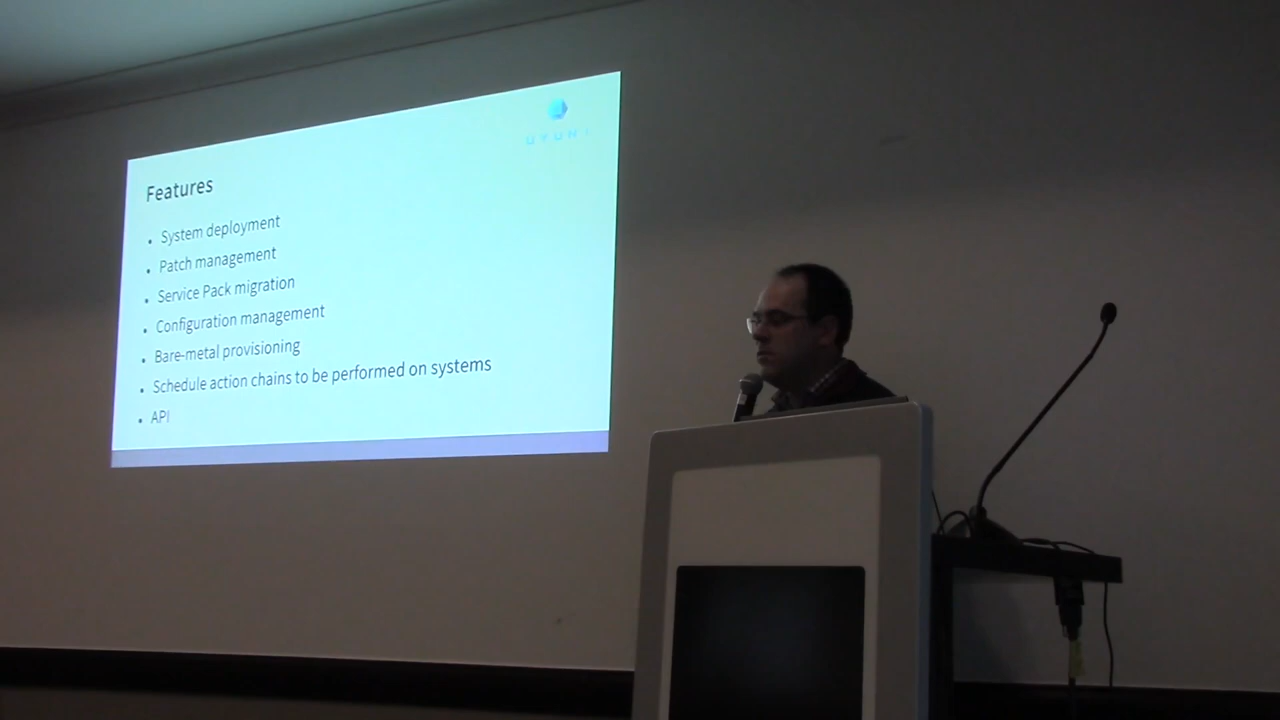 UYUNI
Features
• System deployment
• Patch management
• Service Pack migration
• Configuration management
• Bare-metal provisioning
• Schedule action chains to be performed on systems
• API